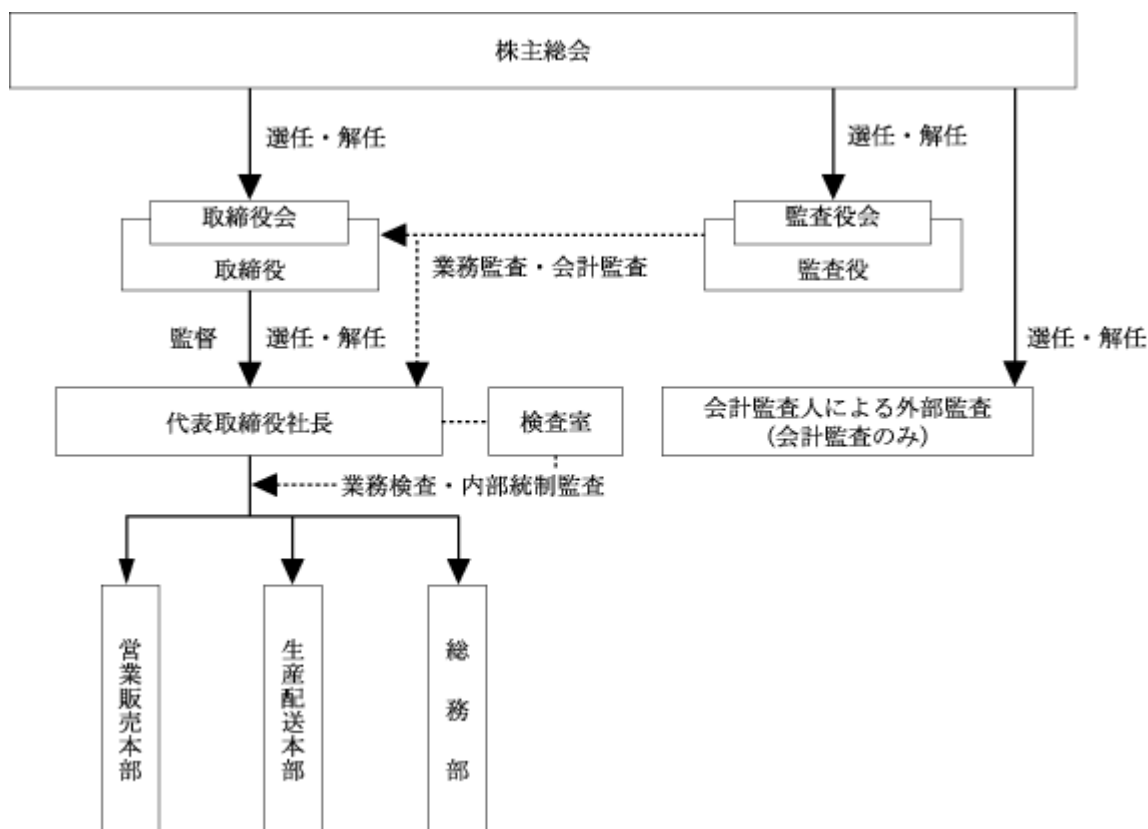 株主総会
選任・解任
選任・解任
取締役会
監査役会
取締役
業務監査・会計監査
監査役
監督
選任・解任
選任・解任
代表取締役社長
検査室
会計監査人による外部監査
（会計監査のみ）
業務検査・内部統制監査
営業販売本部
生産配送本部
総務部